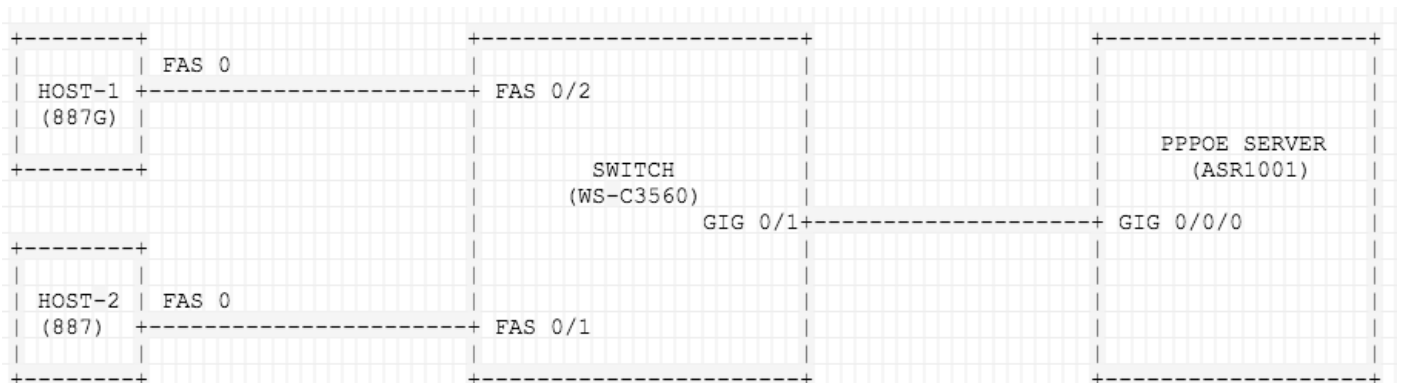 FAS 0
HOST-1
FAS 0/2
(887G)
PPPOE SERVER
SWITCH
(ASR1001)
(WS-C3560)
GIG 0/1
GIG 0/0/0
HOST-2
FAS 0
(887)
FAS 0/1